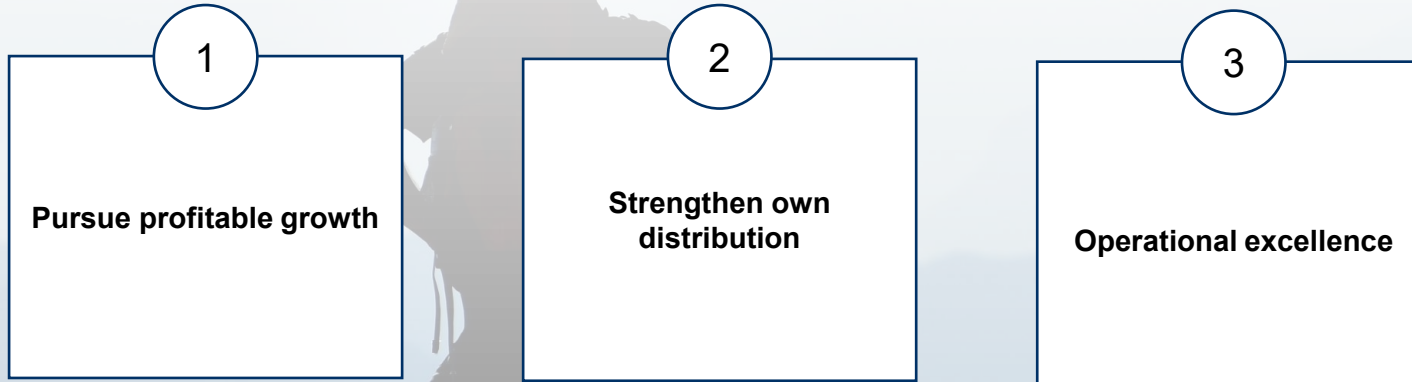 1
Pursue profitable growth
2
Strengthen own
distribution
3
Operational excellence